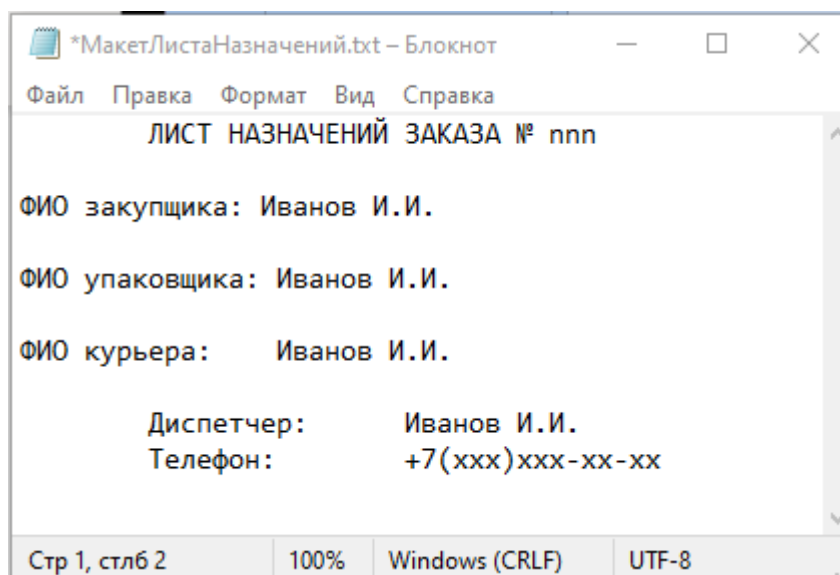 *МакетЛистаНазначений.txt – Блокнот
Файл Правка Формат Вид Справка
ЛИСТ НАЗНАЧЕНИЙ ЗАКАЗА № nnn
ФИО закупщика: Иванов И.И.
ФИО упаковщика: Иванов И.И.
ФИО курьера: Иванов И.И.
Диспетчер: Иванов И.И.
Телефон: +7(xxx)xxx-xx-xx
Стр 1, стлб 2 100% Windows (CRLF) UTF-8